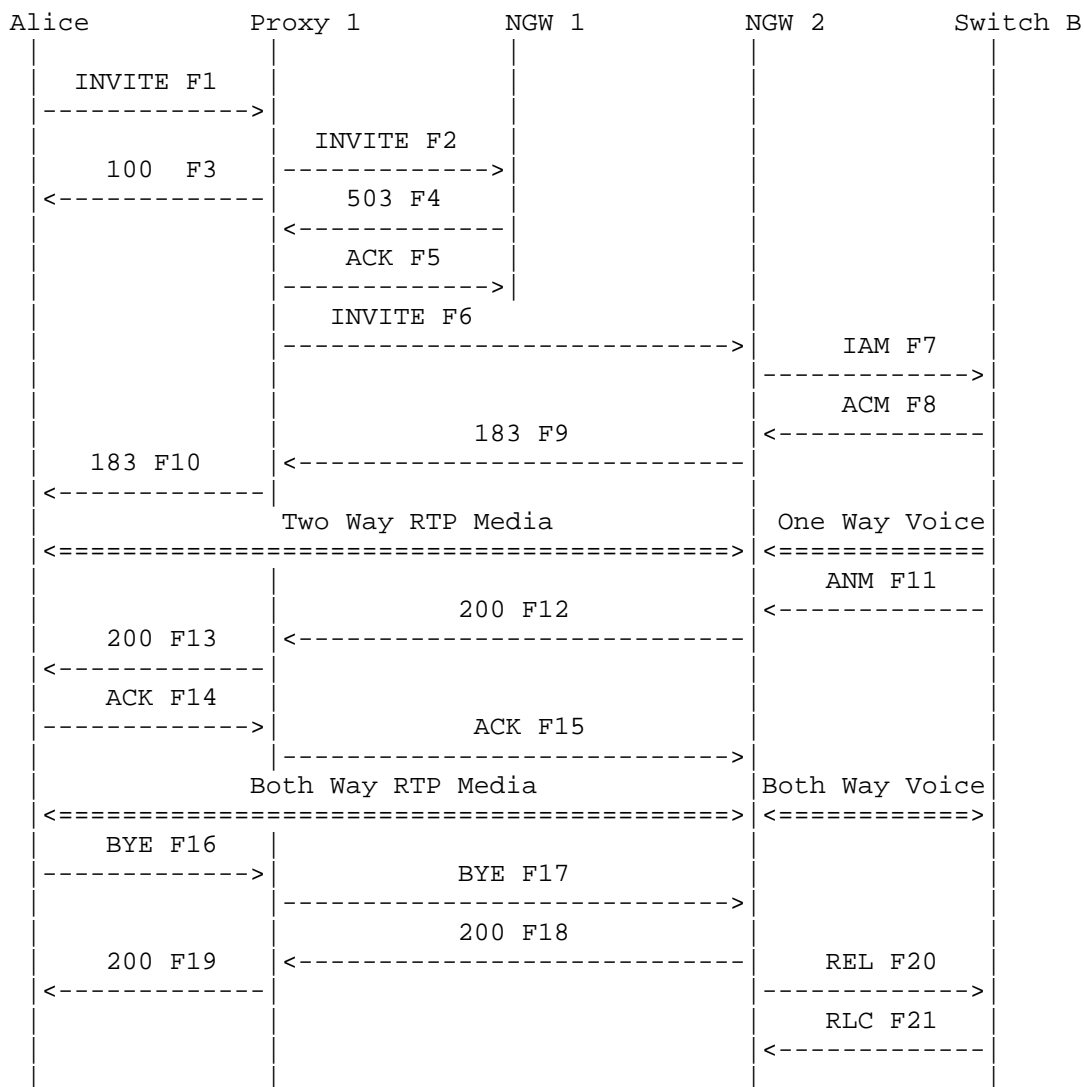 Alice Proxy 1 NGW 1 NGW 2 Switch B
INVITE F1
INVITE F2
100 F3
503 F4
ACK F5
INVITE F6
IAM F7
ACM F8
183 F9
183 F10
Two Way RTP Media One Way Voice
ANM F11
200 F12
200 F13
ACK F14
ACK F15
Both Way RTP Media Both Way Voice
BYE F16
BYE F17
200 F18
200 F19 REL F20
RLC F21